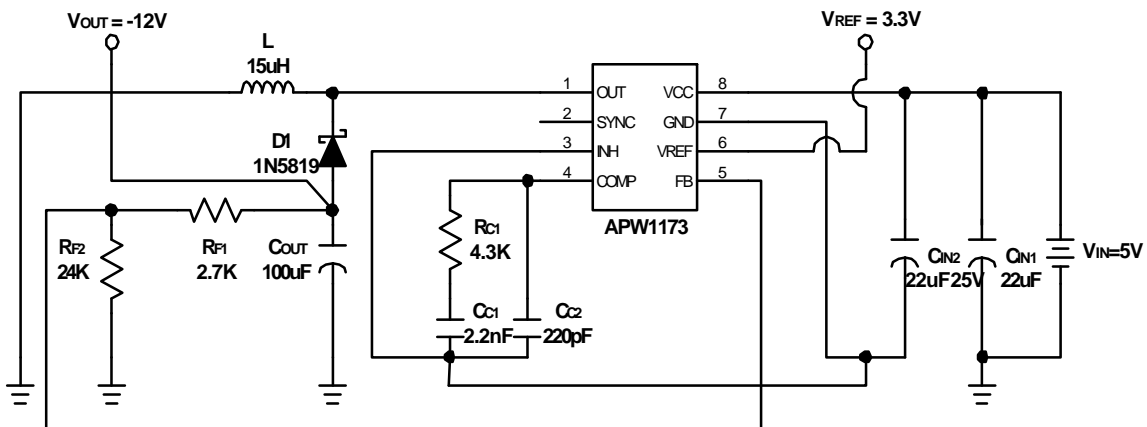 VOUT = -12V
VREF = 3.3V
L
15uH
1
OUT
VCC
8
2
SYNC
GND
7
3
INH
VREF
6
4
COMP
FB
5
APW1173
D1
1N5819
RF2
24K
RF1
2.7K
COUT
100uF
RC1
4.3K
CC1
2.2nF
CC2
220pF
CIN2
22uF25V
CIN1
22uF
VIN=5V